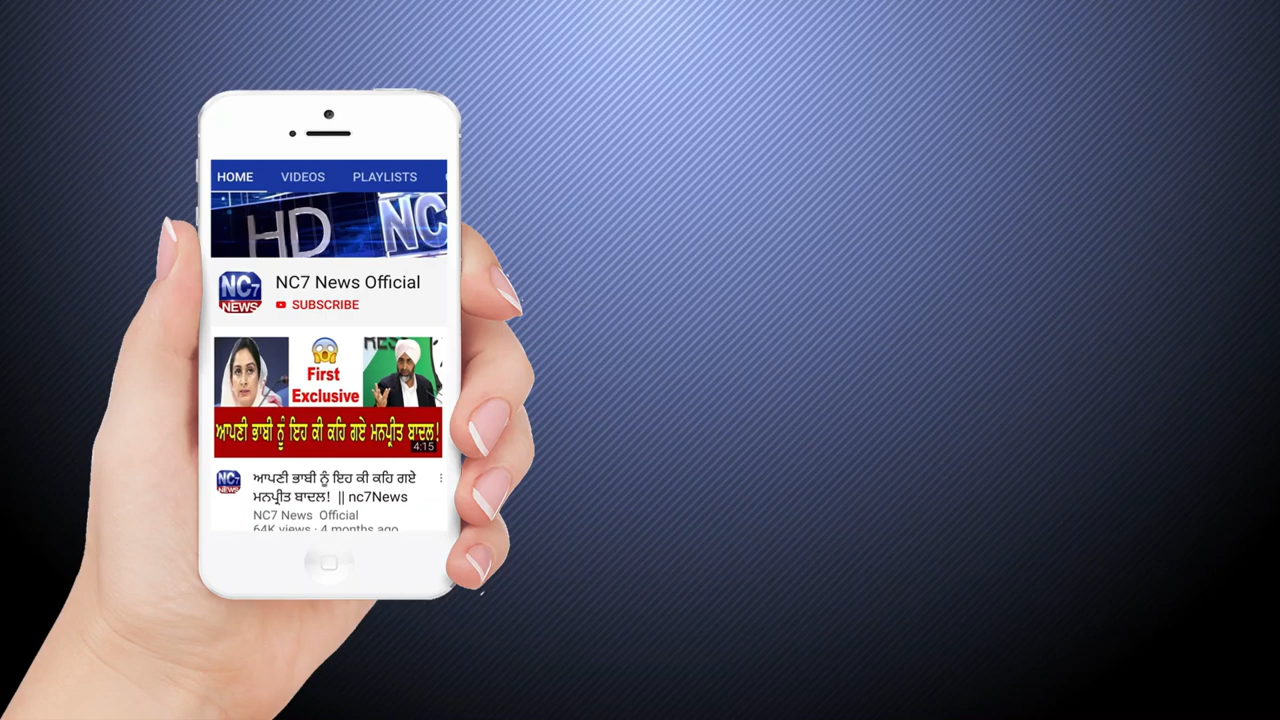 HOME VIDEOS PLAYLISTS
HD NC
NC7 NEWS
NC7 News Official
SUBSCRIBE
First
Exclusive
ਆਪਣੀ ਭਾਬੀ ਨੂੰ ਇਹ ਕੀ ਕਹਿ ਗਏ ਮਨਪ੍ਰੀਤ ਬਾਦਲ!
4:15
NC7 NEWS
ਆਪਣੀ ਭਾਬੀ ਨੂੰ ਇਹ ਕੀ ਕਹਿ ਗਏ
ਮਨਪ੍ਰੀਤ ਬਾਦਲ! || nc7News
NC7 News Official
64K views · 4 months ago